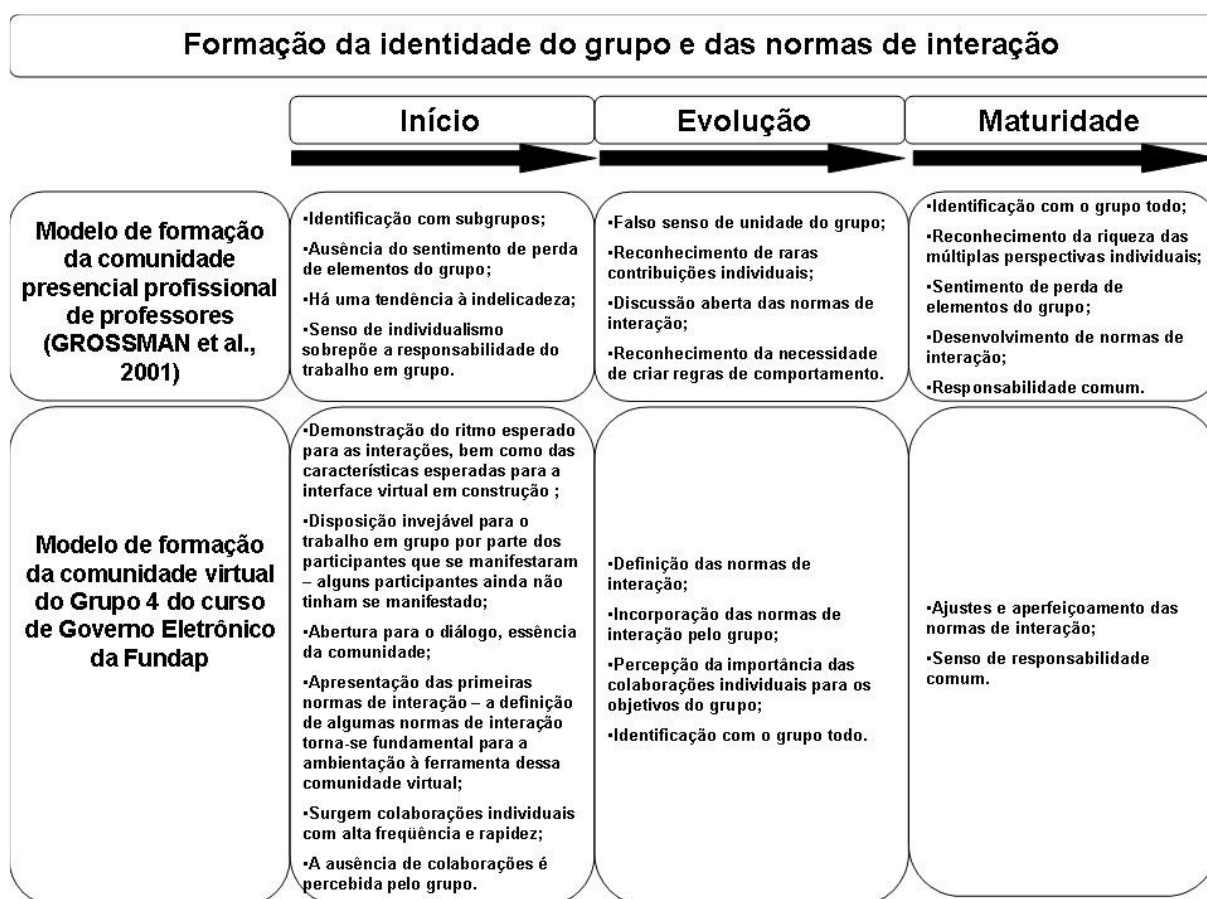 Formação da identidade do grupo e das normas de interação
Início
Evolução
Maturidade
Modelo de formação
da comunidade
presencial profissional
de professores
(GROSSMAN et al.,
2001)
•Identificação com subgrupos;
•Ausência do sentimento de perda
de elementos do grupo;
•Há uma tendência à indelicadeza;
•Senso de individualismo
sobrepõe a responsabilidade do
trabalho em grupo.
•Falso senso de unidade do grupo;
•Reconhecimento de raras
contribuições individuais;
•Discussão aberta das normas de
interação;
•Reconhecimento da necessidade
de criar regras de comportamento.
•Identificação com o grupo todo;
•Reconhecimento da riqueza das
múltiplas perspectivas individuais;
•Sentimento de perda de
elementos do grupo;
•Desenvolvimento de normas de
interação;
•Responsabilidade comum.
Modelo de formação
da comunidade virtual
do Grupo 4 do curso
de Governo Eletrônico
da Fundap
•Demonstração do ritmo esperado
para as interações, bem como das
características esperadas para a
interface virtual em construção ;
•Disposição invejável para o
trabalho em grupo por parte dos
participantes que se manifestaram
– alguns participantes ainda não
tinham se manifestado;
•Abertura para o diálogo, essência
da comunidade;
•Apresentação das primeiras
normas de interação – a definição
de algumas normas de interação
torna-se fundamental para a
ambientação à ferramenta dessa
comunidade virtual;
•Surgem colaborações individuais
com alta freqüência e rapidez;
•A ausência de colaborações é
percebida pelo grupo.
•Definição das normas de
interação;
•Incorporação das normas de
interação pelo grupo;
•Percepção da importância das
colaborações individuais para os
objetivos do grupo;
•Identificação com o grupo todo.
•Ajustes e aperfeiçoamento das
normas de interação;
•Senso de responsabilidade
comum.